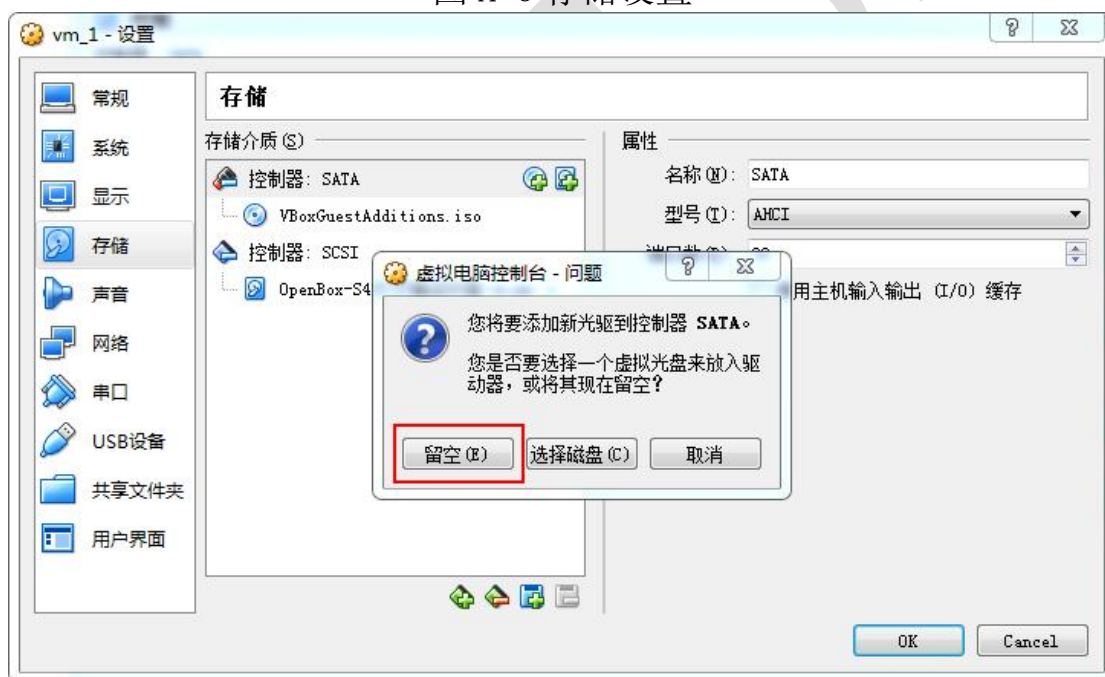 vm_1 - 设置
常规
系统
显示
存储
声音
网络
串口
USB设备
共享文件夹
用户界面
存储
存储介质(S)
控制器: SATA
VBoxGuestAdditions.iso
控制器: SCSI
OpenBox-S4
属性
名称(N): SATA
型号(T): AHCI
用主机输入输出 (I/O) 缓存
虚拟电脑控制台 - 问题
您将要添加新光驱到控制器 SATA。
您是否要选择一个虚拟光盘来放入驱
动器，或将其现在留空?
留空(E)
选择磁盘(C)
取消
OK
Cancel